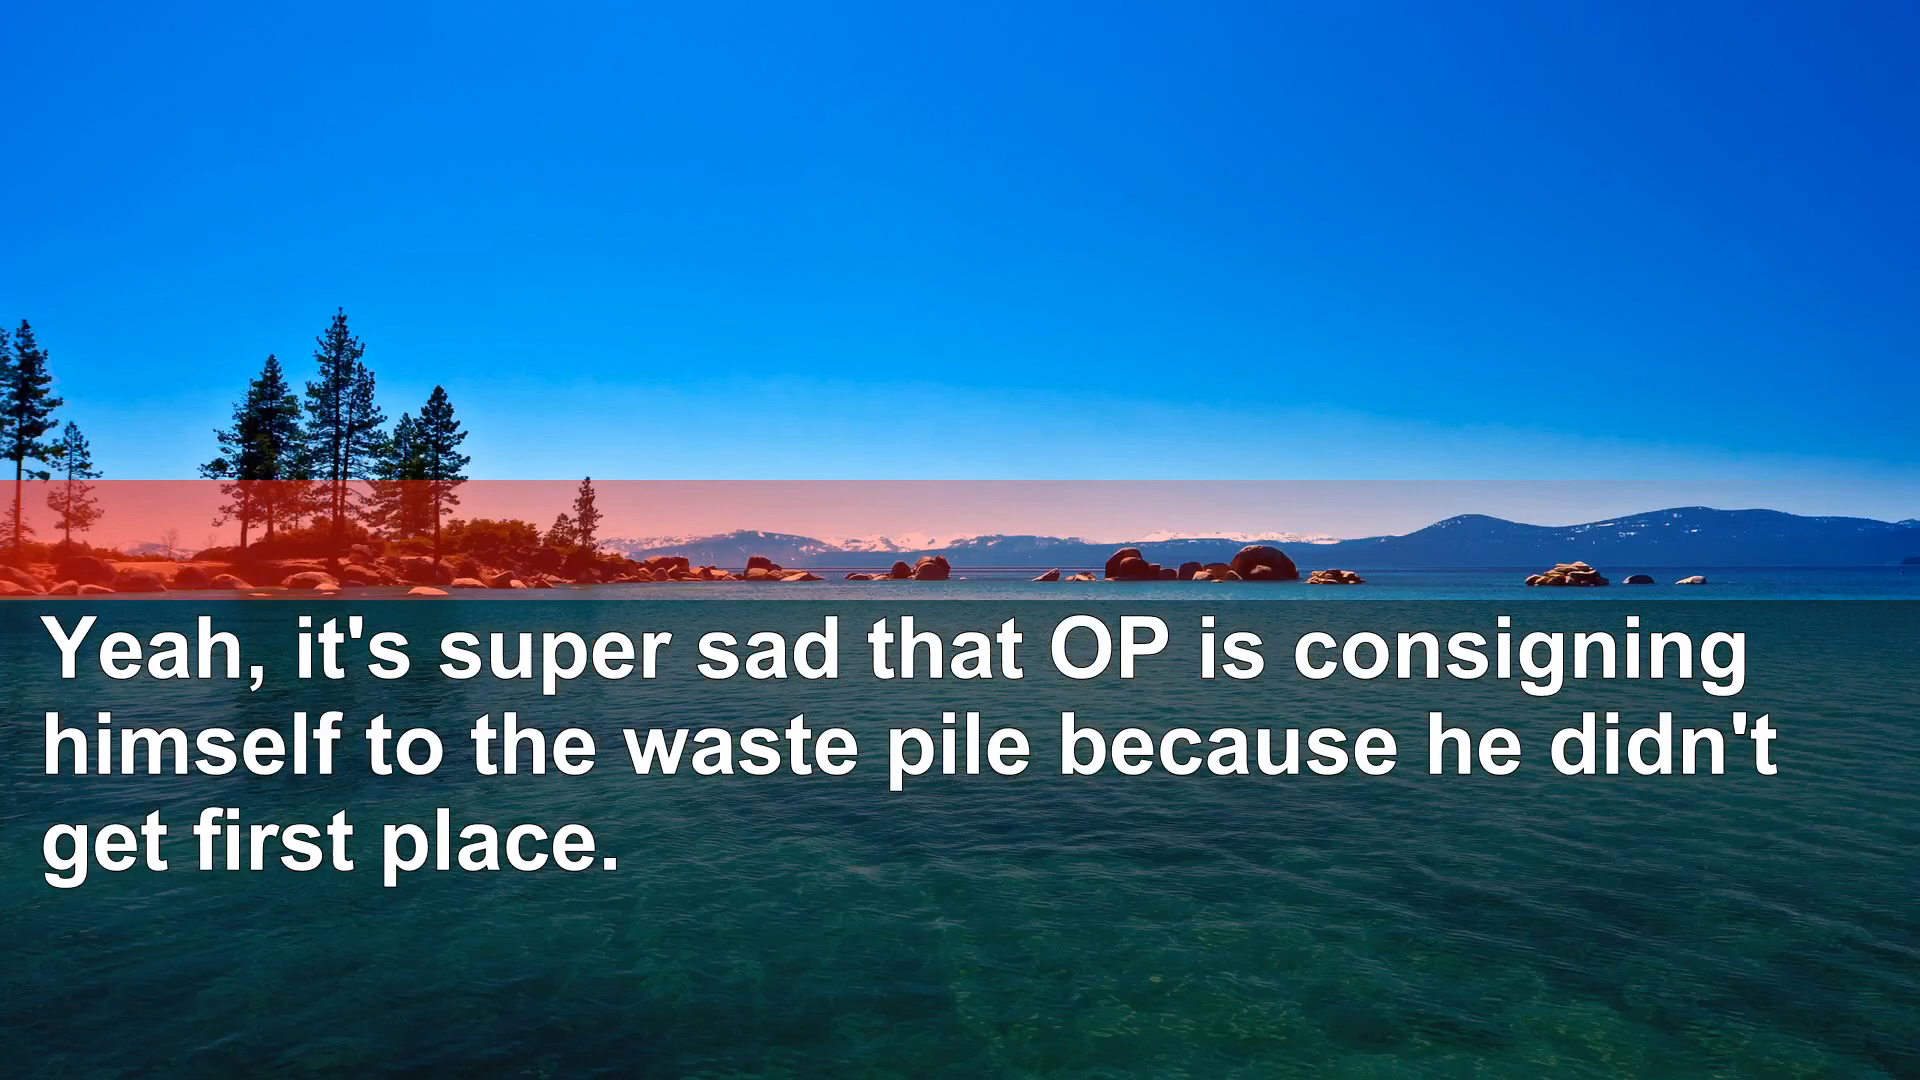 Yeah, it's super sad that OP is consigning
himself to the waste pile because he didn't
get first place.